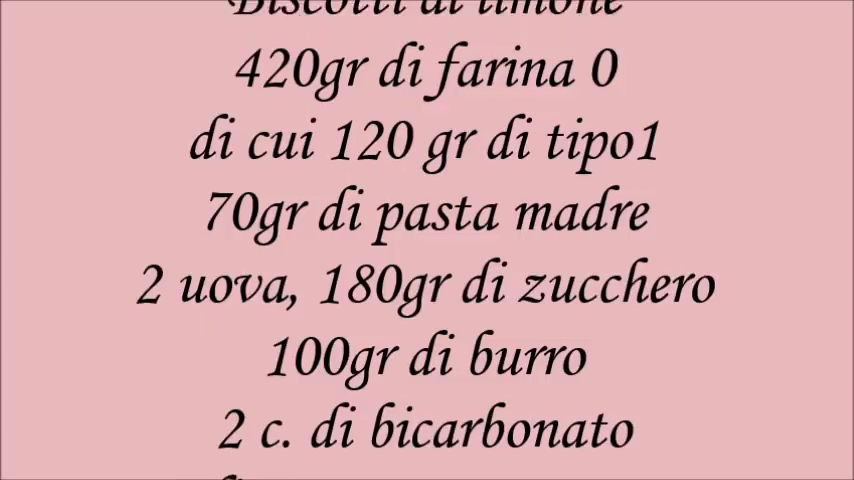 Biscotti al limone
420gr di farina 0
di cui 120 gr di tipo1
70gr di pasta madre
2 uova, 180gr di zucchero
100gr di burro
2 c. di bicarbonato